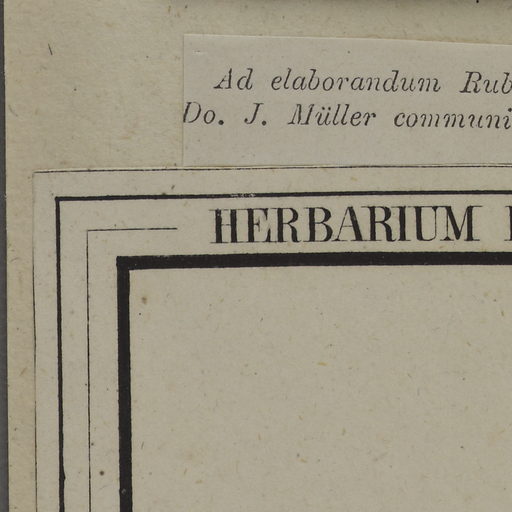 Ad elaborandum Rub
Do. J. Müller communi
HERBARIUM